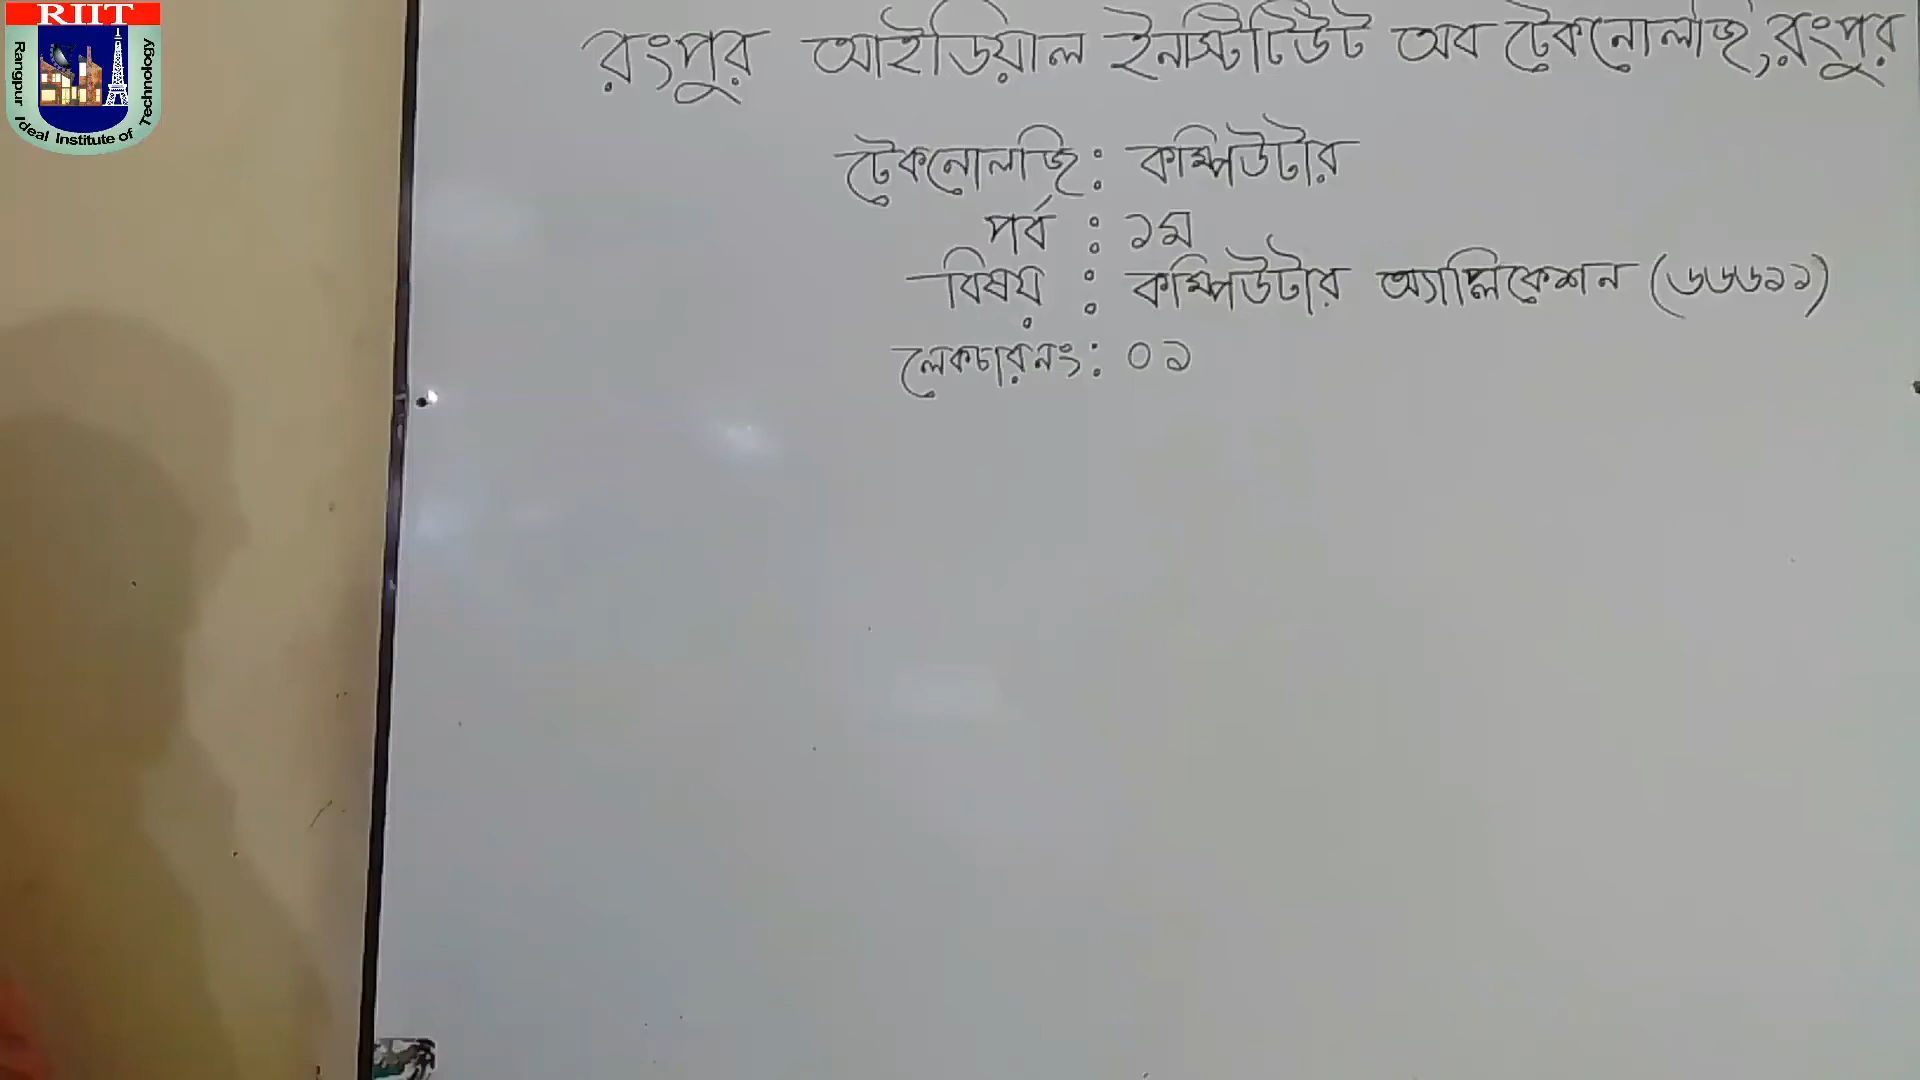 RIIT
Rangpur Ideal Institute of Technology
রংপুর আইডিয়াল ইনস্টিটিউট অব টেকনোলজি,রংপুর
টেকনোলজি: কম্পিউটার
পর্ব : ১ম
বিষয় : কম্পিউটার অ্যাপ্লিকেশন (৬৬৬১১)
লেকচার নং: ০১